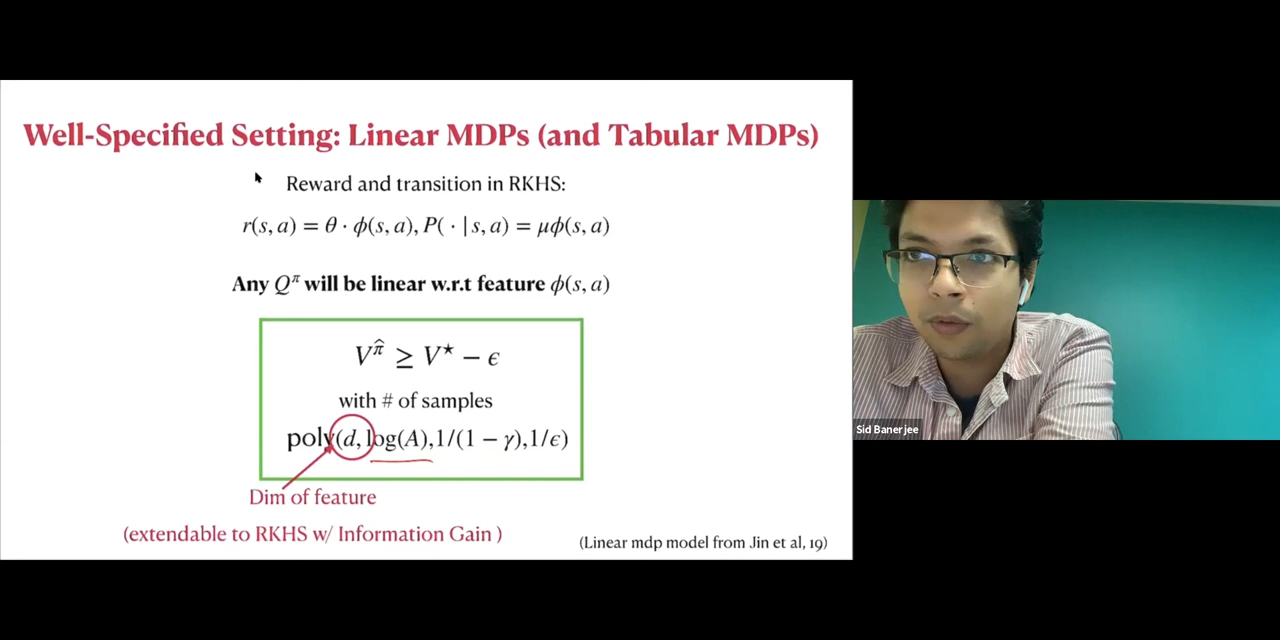 Well-Specified Setting: Linear MDPs (and Tabular MDPs)
Reward and transition in RKHS:
r(s, a) = θ · ϕ(s, a), P( · | s, a) = μϕ(s, a)
Any Q^π will be linear w.r.t feature ϕ(s, a)
V^π̂ ≥ V^⋆ − ϵ
with # of samples
poly(d, log(A),1/(1 − γ),1/ϵ)
Dim of feature
(extendable to RKHS w/ Information Gain )
(Linear mdp model from Jin et al, 19)
Sid Banerjee